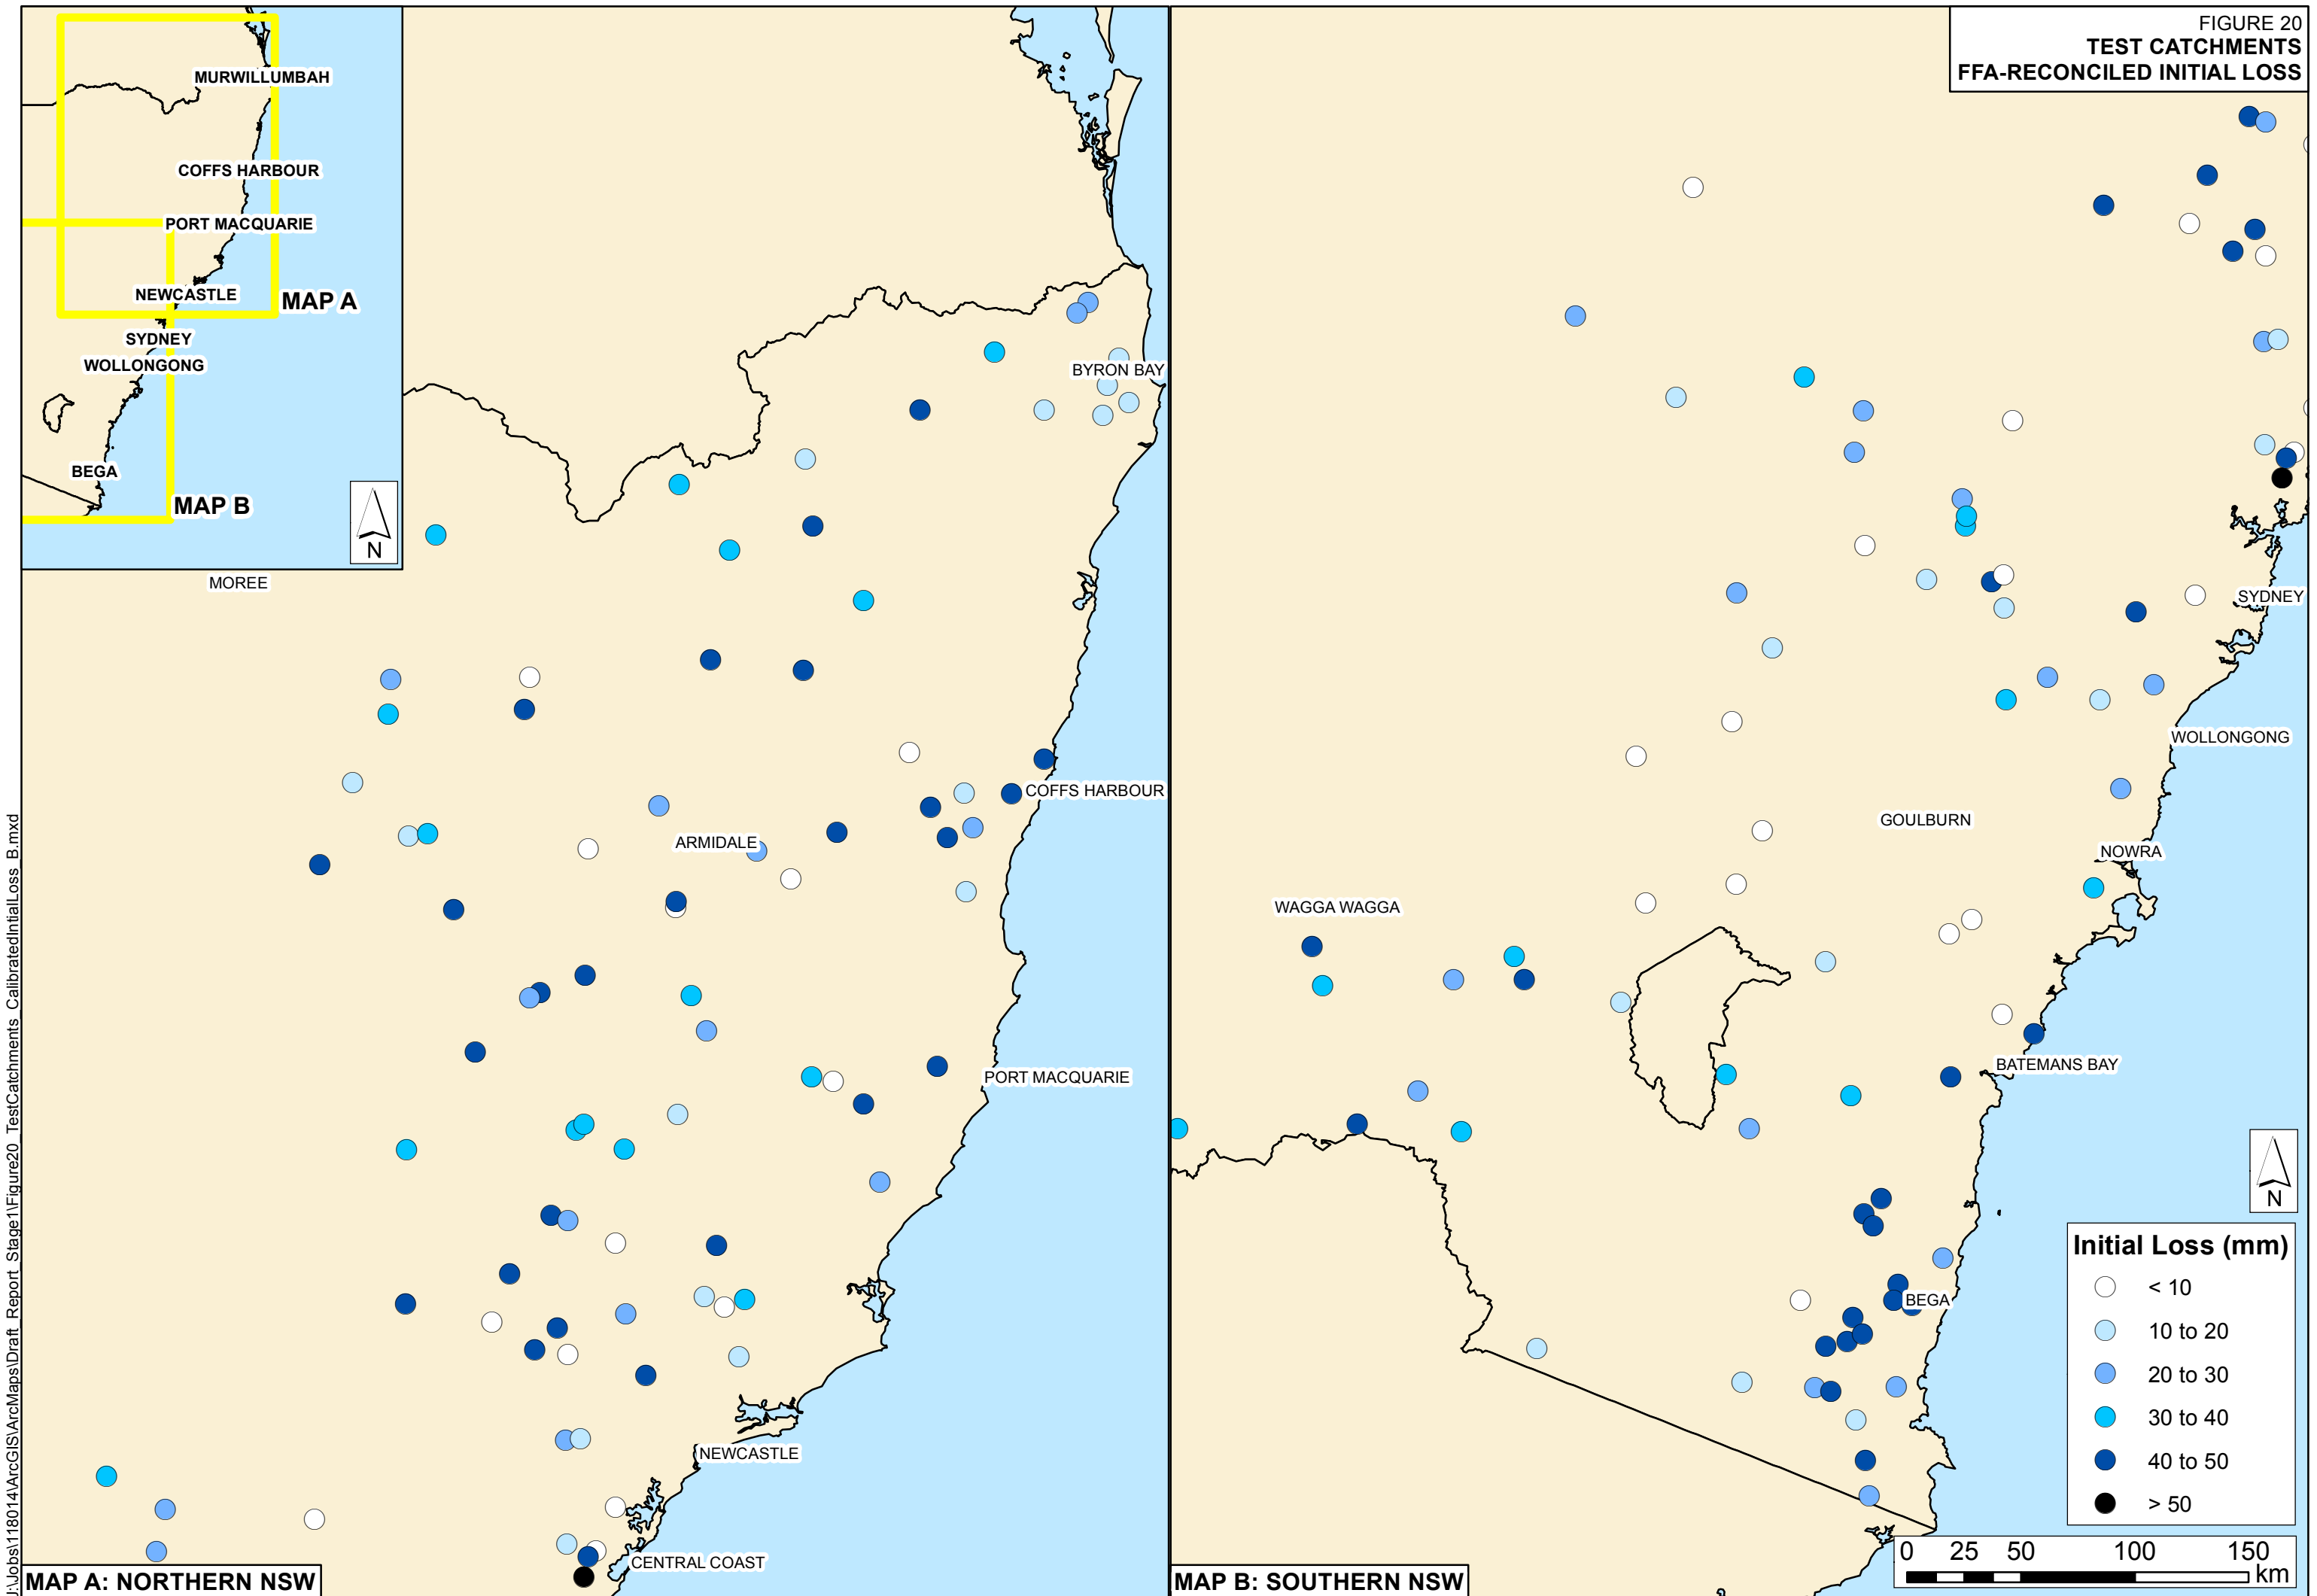 FIGURE 20
TEST CATCHMENTS
FFA-RECONCILED INITIAL LOSS
MURWILLUMBAH
COFFS HARBOUR
PORT MACQUARIE
NEWCASTLE
MAP A
SYDNEY
WOLLONGONG
BEGA
MAP B
N
MOREE
BYRON BAY
COFFS HARBOUR
ARMIDALE
PORT MACQUARIE
NEWCASTLE
CENTRAL COAST
MAP A: NORTHERN NSW
J:\Jobs\118014\ArcGIS\ArcMaps\Draft_Report_Stage1\Figure20_TestCatchments_CalibratedInitialLoss_B.mxd
SYDNEY
WOLLONGONG
GOULBURN
NOWRA
WAGGA WAGGA
BATEMANS BAY
BEGA
N
Initial Loss (mm)
< 10
10 to 20
20 to 30
30 to 40
40 to 50
> 50
0 25 50 100 150
km
MAP B: SOUTHERN NSW